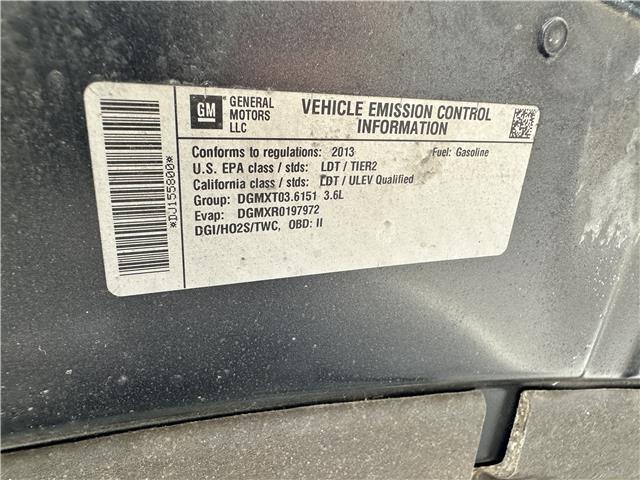 GM
GENERAL
MOTORS
LLC
VEHICLE EMISSION CONTROL
INFORMATION
Conforms to regulations: 2013 Fuel: Gasoline
U.S. EPA class / stds: LDT / TIER2
California class / stds: LDT / ULEV Qualified
Group: DGMXT03.6151 3.6L
Evap: DGMXR0197972
DGI/HO2S/TWC, OBD: II
*DJ155800*